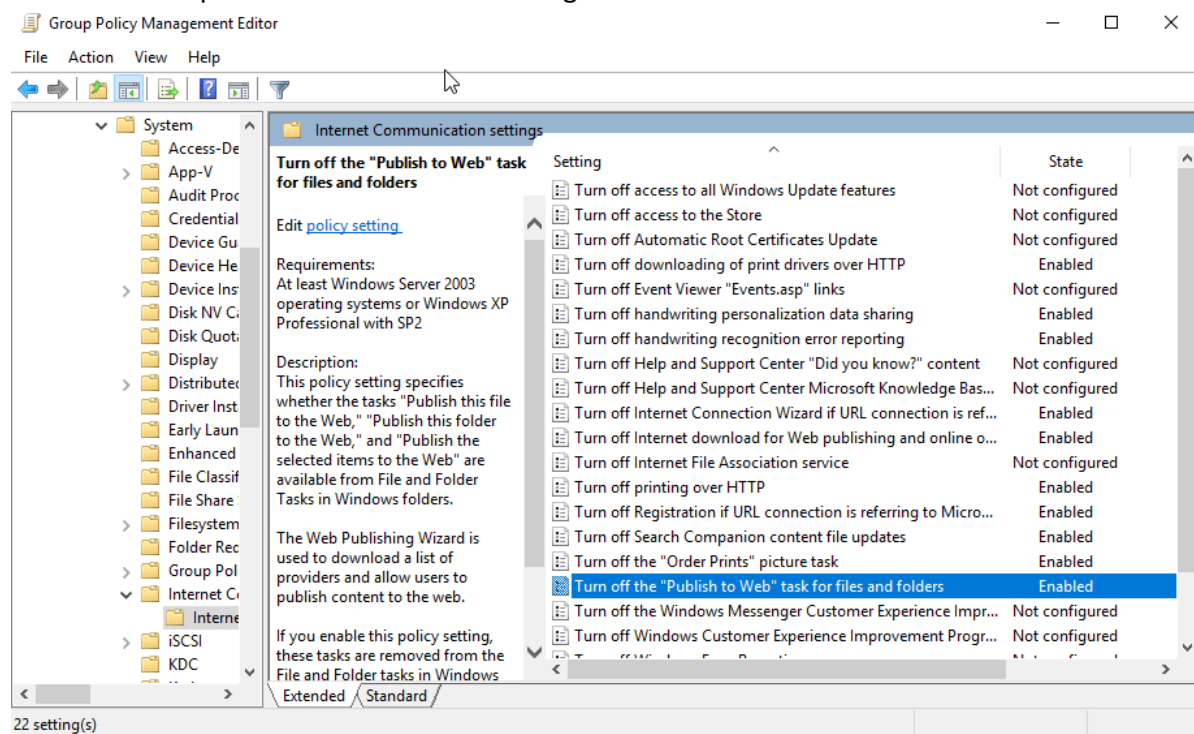 Group Policy Management Editor
File Action View Help
System
Access-De
App-V
Audit Proc
Credential
Device Gu
Device He
Device Ins
Disk NV Ca
Disk Quota
Display
Distributed
Driver Inst
Early Laun
Enhanced
File Classif
File Share
Filesystem
Folder Rec
Group Pol
Internet Co
Interne
iSCSI
KDC
Internet Communication settings
Turn off the "Publish to Web" task
for files and folders
Edit policy setting
Requirements:
At least Windows Server 2003
operating systems or Windows XP
Professional with SP2
Description:
This policy setting specifies
whether the tasks "Publish this file
to the Web," "Publish this folder
to the Web," and "Publish the
selected items to the Web" are
available from File and Folder
Tasks in Windows folders.
The Web Publishing Wizard is
used to download a list of
providers and allow users to
publish content to the web.
If you enable this policy setting,
these tasks are removed from the
File and Folder tasks in Windows
Setting State
Turn off access to all Windows Update features Not configured
Turn off access to the Store Not configured
Turn off Automatic Root Certificates Update Not configured
Turn off downloading of print drivers over HTTP Enabled
Turn off Event Viewer "Events.asp" links Not configured
Turn off handwriting personalization data sharing Enabled
Turn off handwriting recognition error reporting Enabled
Turn off Help and Support Center "Did you know?" content Not configured
Turn off Help and Support Center Microsoft Knowledge Bas... Not configured
Turn off Internet Connection Wizard if URL connection is ref... Enabled
Turn off Internet download for Web publishing and online o... Enabled
Turn off Internet File Association service Not configured
Turn off printing over HTTP Enabled
Turn off Registration if URL connection is referring to Micro... Enabled
Turn off Search Companion content file updates Enabled
Turn off the "Order Prints" picture task Enabled
Turn off the "Publish to Web" task for files and folders Enabled
Turn off the Windows Messenger Customer Experience Impr... Not configured
Turn off Windows Customer Experience Improvement Progr... Not configured
Extended Standard
22 setting(s)